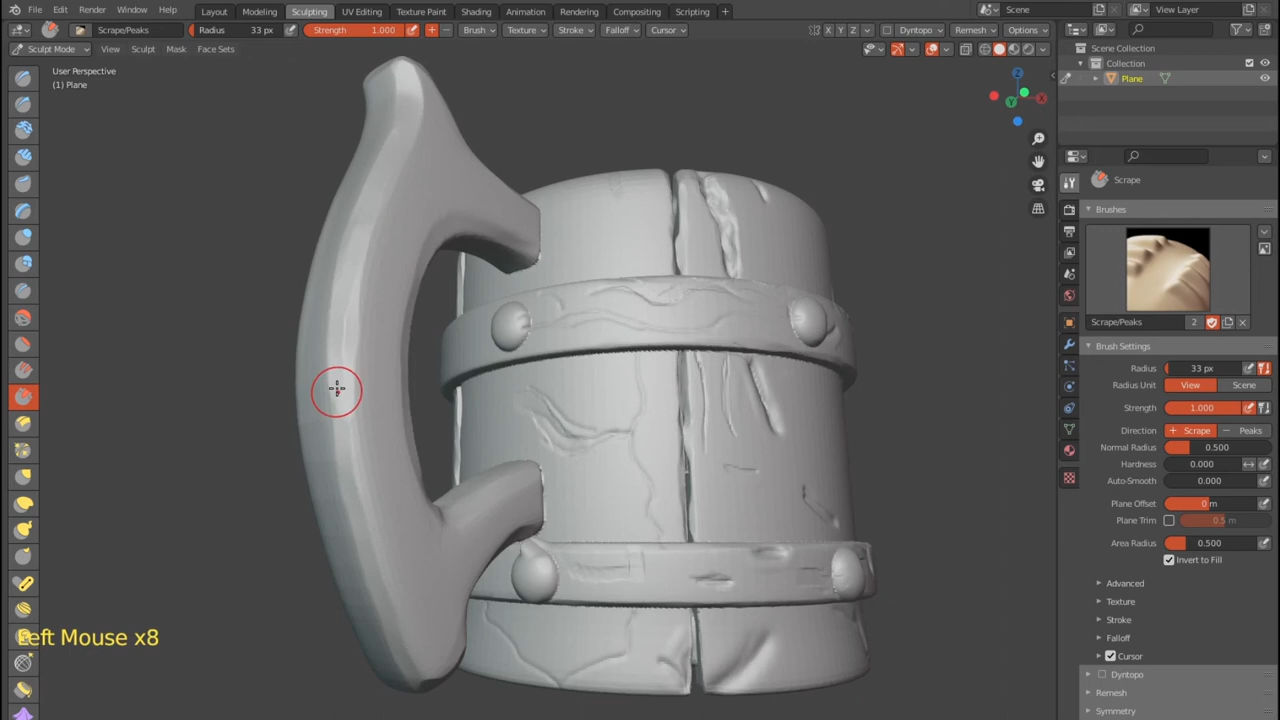 File Edit Render Window Help Layout Modeling Sculpting UV Editing Texture Paint Shading Animation Rendering Compositing Scripting + Scene View Layer
Scrape/Peaks Radius 33 px Strength 1.000 + - Brush Texture Stroke Falloff Cursor X Y Z Dyntopo Remesh Options
Sculpt Mode View Sculpt Mask Face Sets
Scene Collection
Collection
Plane
User Perspective
(1) Plane
Z
X
Y
Scrape
Brushes
Scrape/Peaks 2
Brush Settings
Radius 33 px
Radius Unit View Scene
Strength 1.000
Direction + Scrape - Peaks
Normal Radius 0.500
Hardness 0.000
Auto-Smooth 0.000
Plane Offset 0 m
Plane Trim 0.5 m
Area Radius 0.500
Invert to Fill
Advanced
Texture
Stroke
Falloff
Cursor
Dyntopo
Remesh
Symmetry
Left Mouse x8